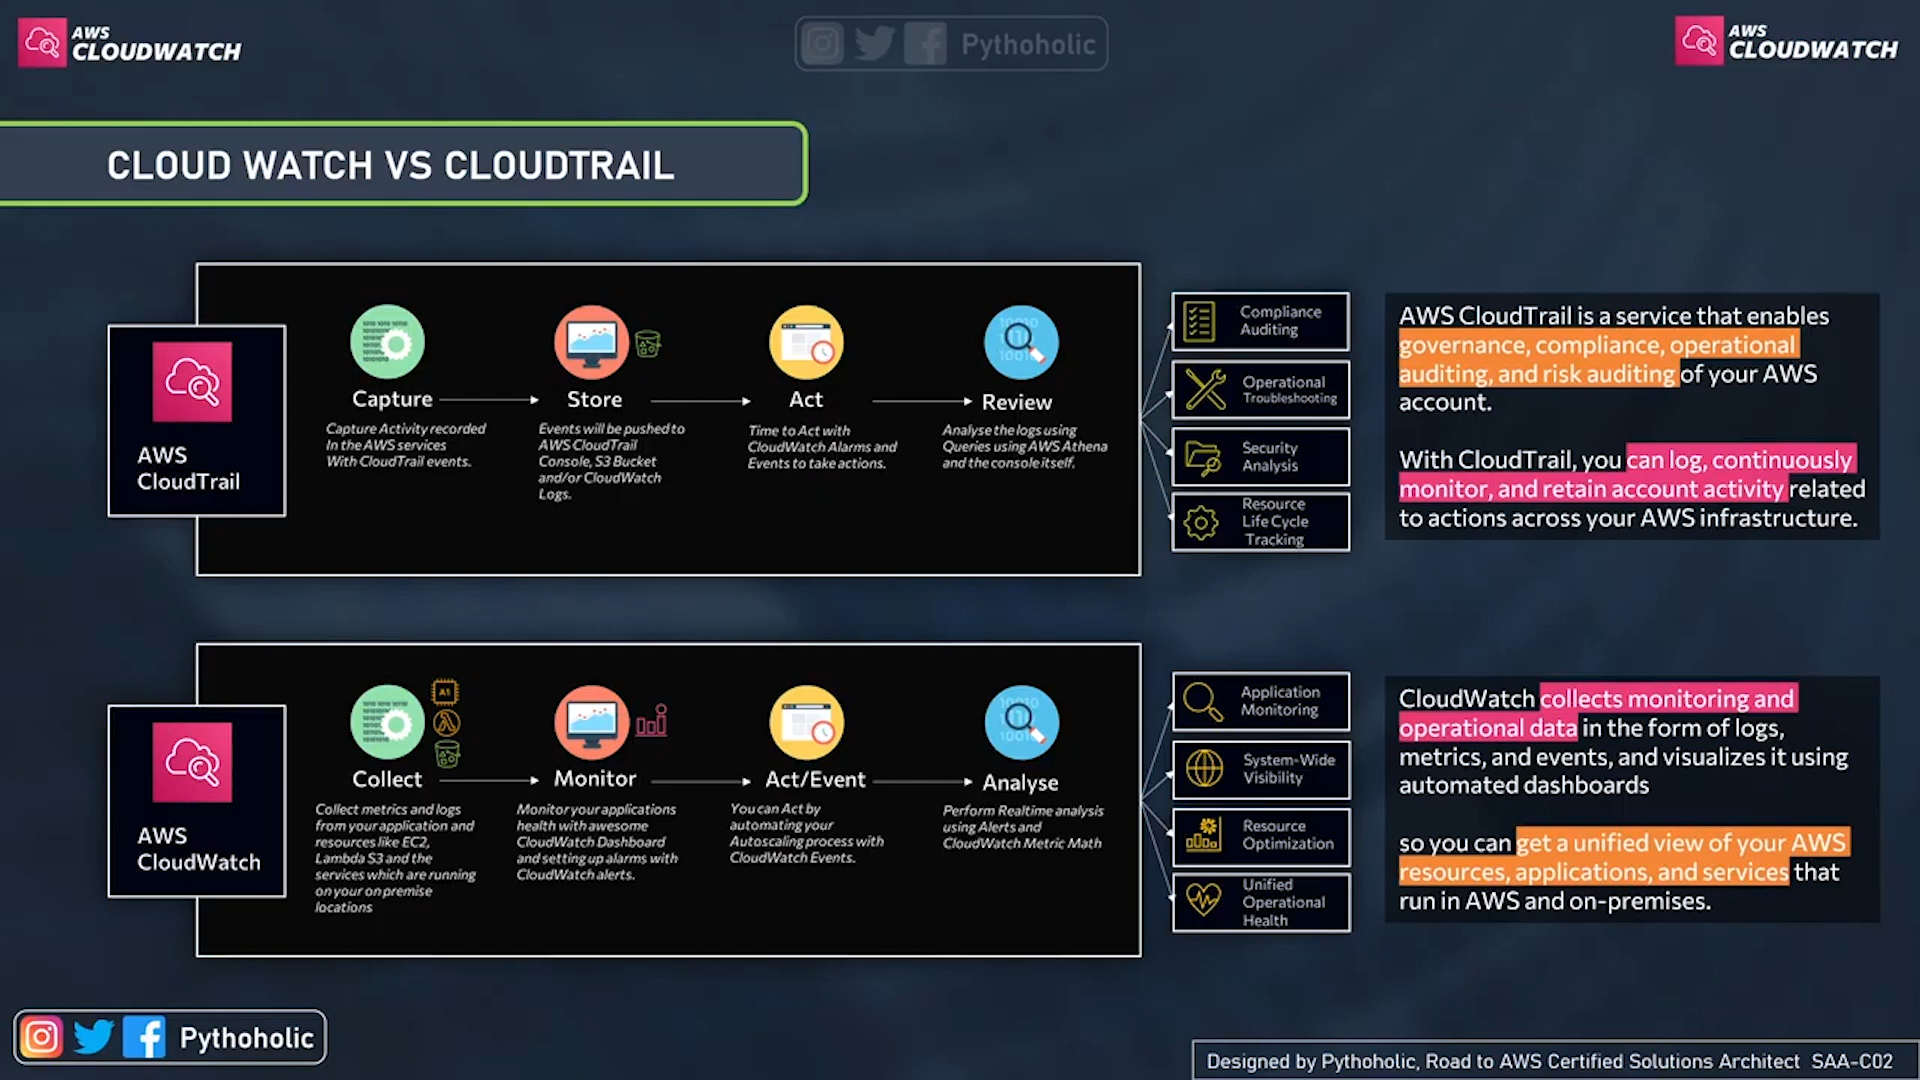 AWS
CLOUDWATCH
Pythoholic
AWS
CLOUDWATCH
CLOUD WATCH VS CLOUDTRAIL
AWS
CloudTrail
Capture
Capture Activity recorded
In the AWS services
With CloudTrail events.
Store
Events will be pushed to
AWS CloudTrail
Console, S3 Bucket
and/or CloudWatch
Logs.
Act
Time to Act with
CloudWatch Alarms and
Events to take actions.
Review
Analyse the logs using
Queries using AWS Athena
and the console itself.
Compliance
Auditing
Operational
Troubleshooting
Security
Analysis
Resource
Life Cycle
Tracking
AWS CloudTrail is a service that enables
governance, compliance, operational
auditing, and risk auditing of your AWS
account.
With CloudTrail, you can log, continuously
monitor, and retain account activity related
to actions across your AWS infrastructure.
AWS
CloudWatch
A1
Collect
Collect metrics and logs
from your application and
resources like EC2,
Lambda S3 and the
services which are running
on your on premise
locations
Monitor
Monitor your applications
health with awesome
CloudWatch Dashboard
and setting up alarms with
CloudWatch alerts.
Act/Event
You can Act by
automating your
Autoscaling process with
CloudWatch Events.
Analyse
Perform Realtime analysis
using Alerts and
CloudWatch Metric Math
Application
Monitoring
System-Wide
Visibility
Resource
Optimization
Unified
Operational
Health
CloudWatch collects monitoring and
operational data in the form of logs,
metrics, and events, and visualizes it using
automated dashboards
so you can get a unified view of your AWS
resources, applications, and services that
run in AWS and on-premises.
Pythoholic
Designed by Pythoholic, Road to AWS Certified Solutions Architect SAA-C02